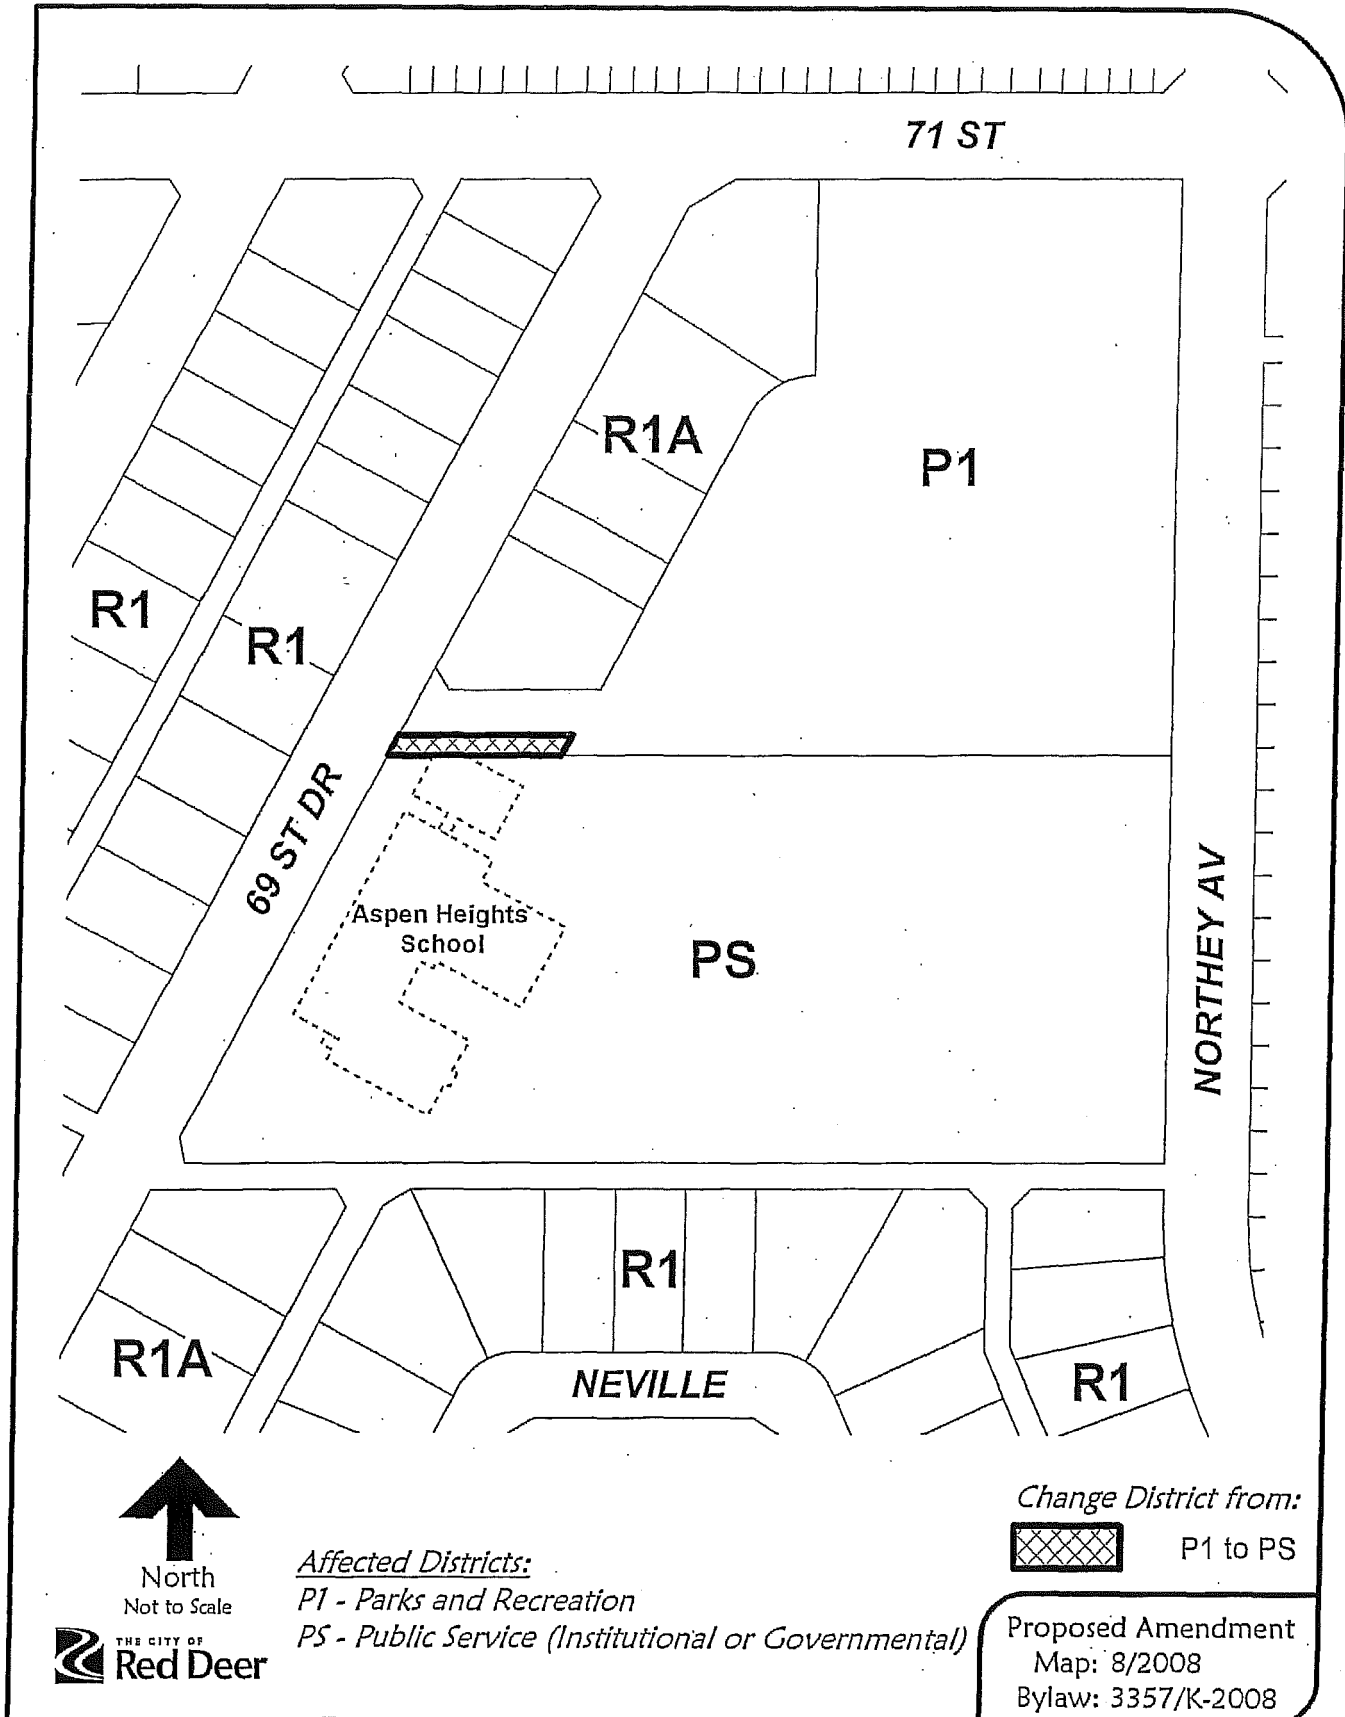 71 ST
R1A
P1
R1
R1
69 ST DR
Aspen Heights
School
PS
NORTHEY AV
R1
R1A
NEVILLE
R1
North
Not to Scale
THE CITY OF
Red Deer
Affected Districts:
P1 - Parks and Recreation
PS - Public Service (Institutional or Governmental)
Change District from:
P1 to PS
Proposed Amendment
Map: 8/2008
Bylaw: 3357/K-2008